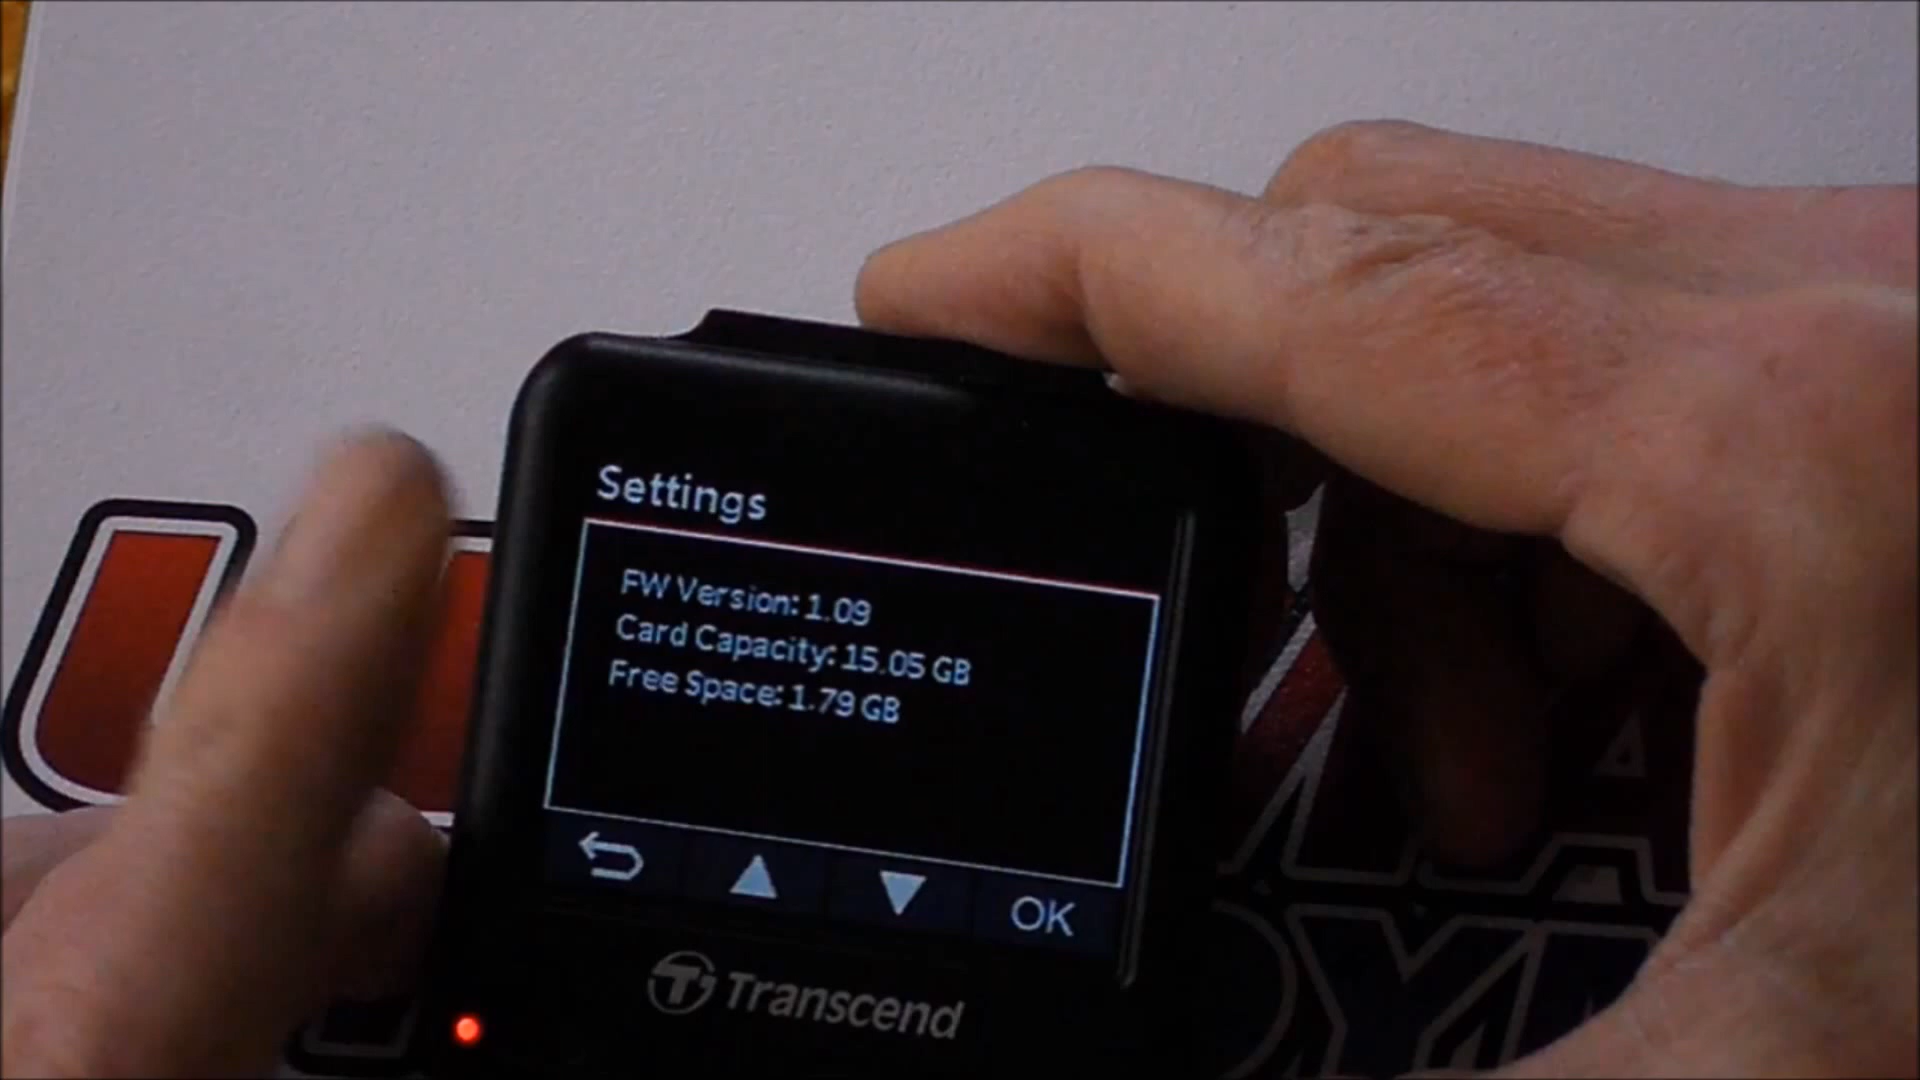 Settings
FW Version: 1.09
Card Capacity: 15.05 GB
Free Space: 1.79 GB
OK
Transcend